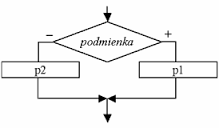 − podmienka +
p2 p1